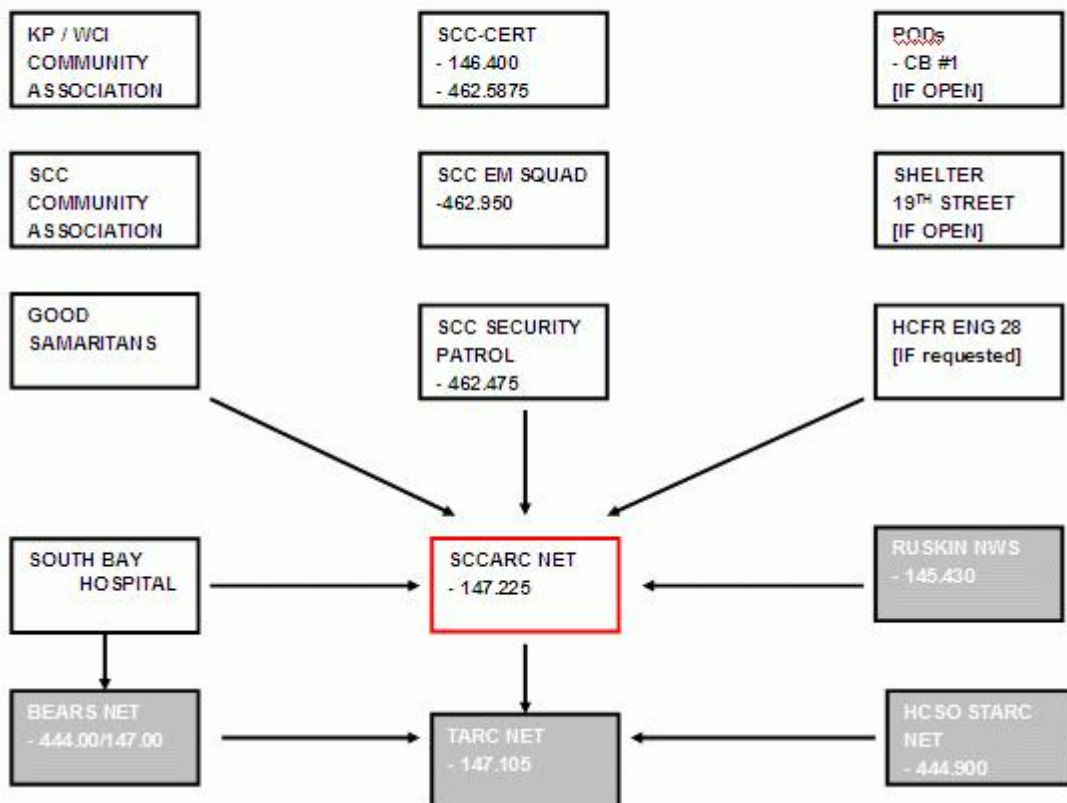 KP / WCI
COMMUNITY
ASSOCIATION
SCC-CERT
- 146.400
- 462.5875
PODs
- CB #1
[IF OPEN]
SCC
COMMUNITY
ASSOCIATION
SCC EM SQUAD
-462.950
SHELTER
19TH STREET
[IF OPEN]
GOOD
SAMARITANS
SCC SECURITY
PATROL
- 462.475
HCFR ENG 28
[IF requested]
SOUTH BAY
HOSPITAL
SCCARC NET
- 147.225
RUSKIN NWS
- 145.430
BEARS NET
- 444.00/147.00
TARC NET
- 147.105
HCSO STARC
NET
- 444.900